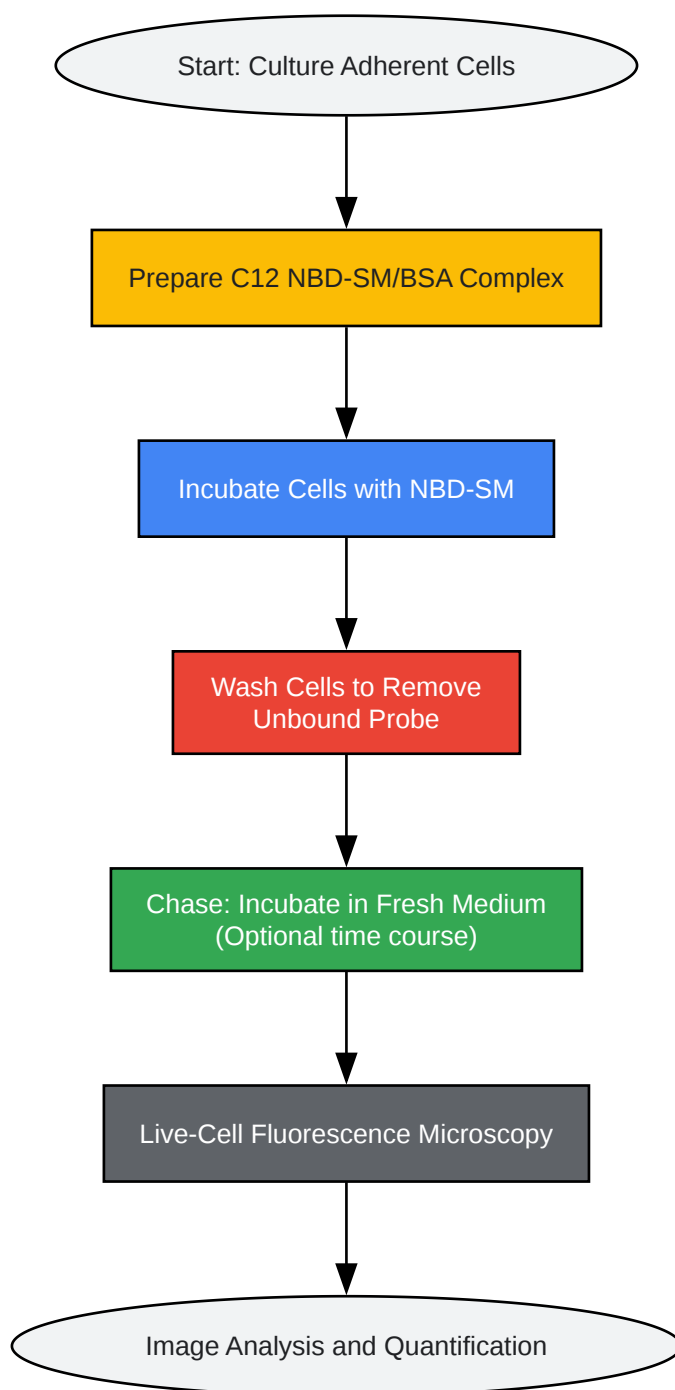 Start: Culture Adherent Cells
Prepare C12 NBD-SM/BSA Complex
Incubate Cells with NBD-SM
Wash Cells to Remove
Unbound Probe
Chase: Incubate in Fresh Medium
(Optional time course)
Live-Cell Fluorescence Microscopy
Image Analysis and Quantification